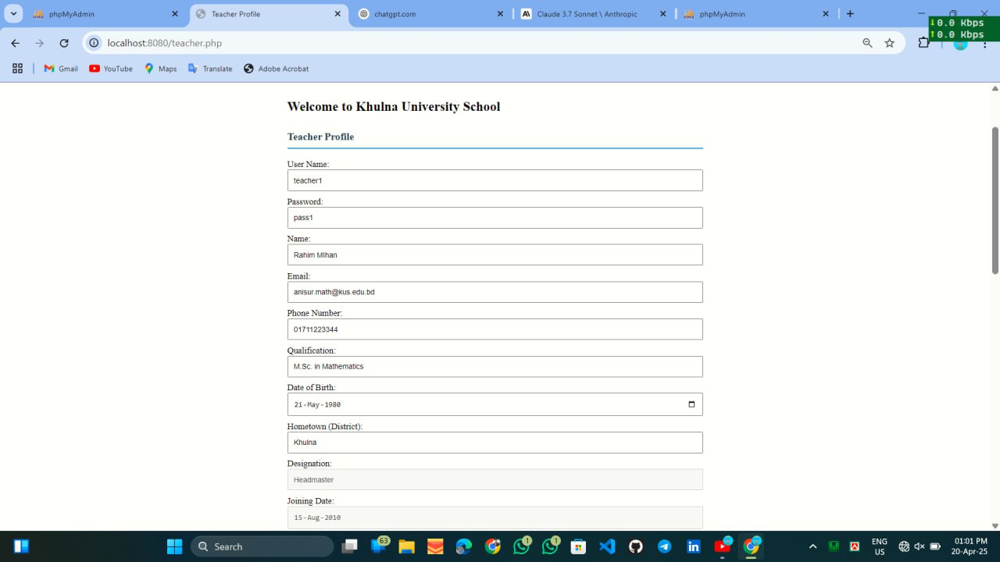 phpMyAdmin
Teacher Profile
chatgpt.com
Claude 3.7 Sonnet \ Anthropic
phpMyAdmin
0.0 Kbps
0.0 Kbps
localhost:8080/teacher.php
Gmail
YouTube
Maps
Translate
Adobe Acrobat
Welcome to Khulna University School
Teacher Profile
User Name:
teacher1
Password:
pass1
Name:
Rahim MIhan
Email:
anisur.math@kus.edu.bd
Phone Number:
01711223344
Qualification:
M.Sc. in Mathematics
Date of Birth:
21-May-1980
Hometown (District):
Khulna
Designation:
Headmaster
Joining Date:
15-Aug-2010
Search
63
1
1
ENG
US
01:01 PM
20-Apr-25